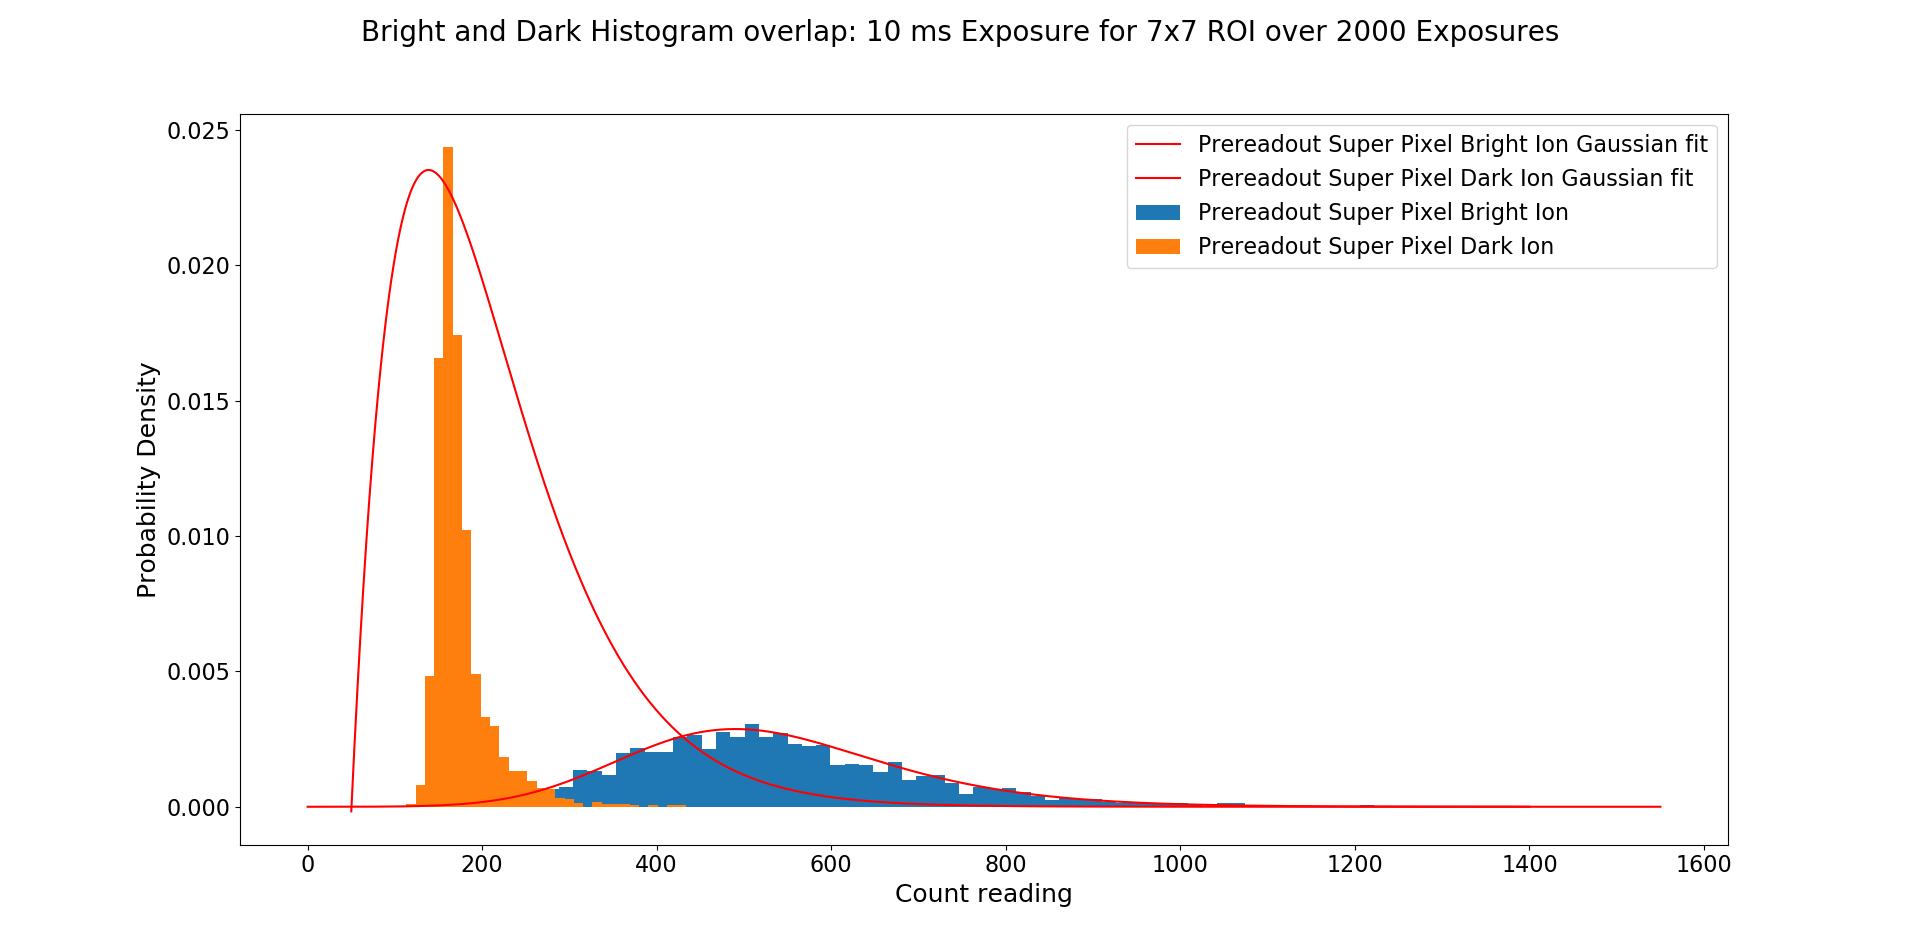 Bright and Dark Histogram overlap: 10 ms Exposure for 7x7 ROI over 2000 Exposures
Prereadout Super Pixel Bright Ion Gaussian fit
Prereadout Super Pixel Dark Ion Gaussian fit
Prereadout Super Pixel Bright Ion
Prereadout Super Pixel Dark Ion
Probability Density
0.025
0.020
0.015
0.010
0.005
0.000
0 200 400 600 800 1000 1200 1400 1600
Count reading